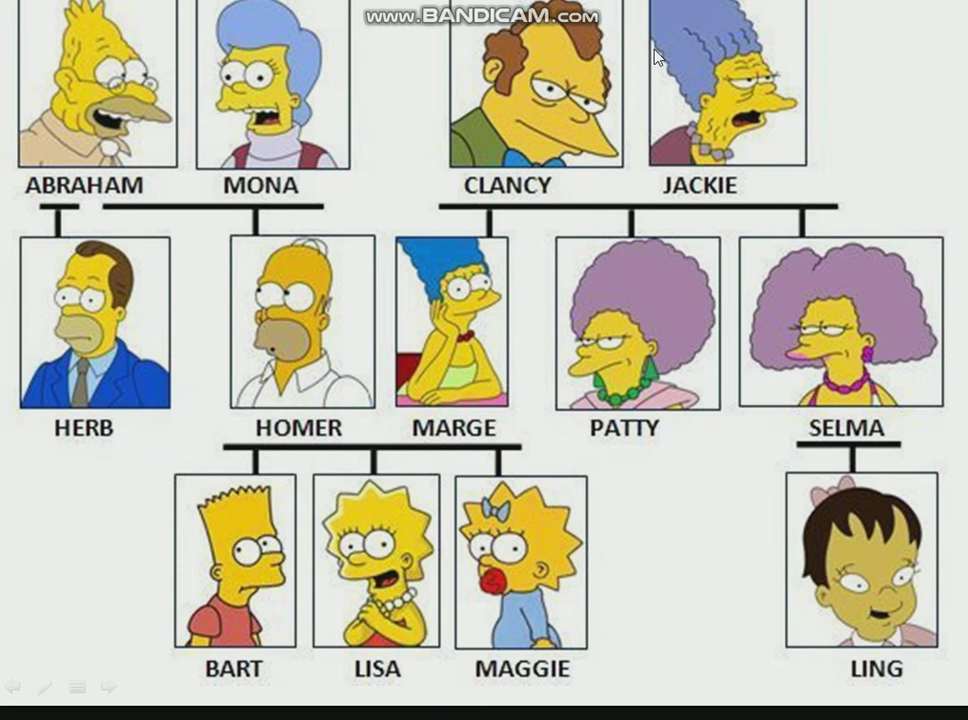 www.BANDICAM.com
ABRAHAM MONA CLANCY JACKIE
HERB HOMER MARGE PATTY SELMA
BART LISA MAGGIE LING